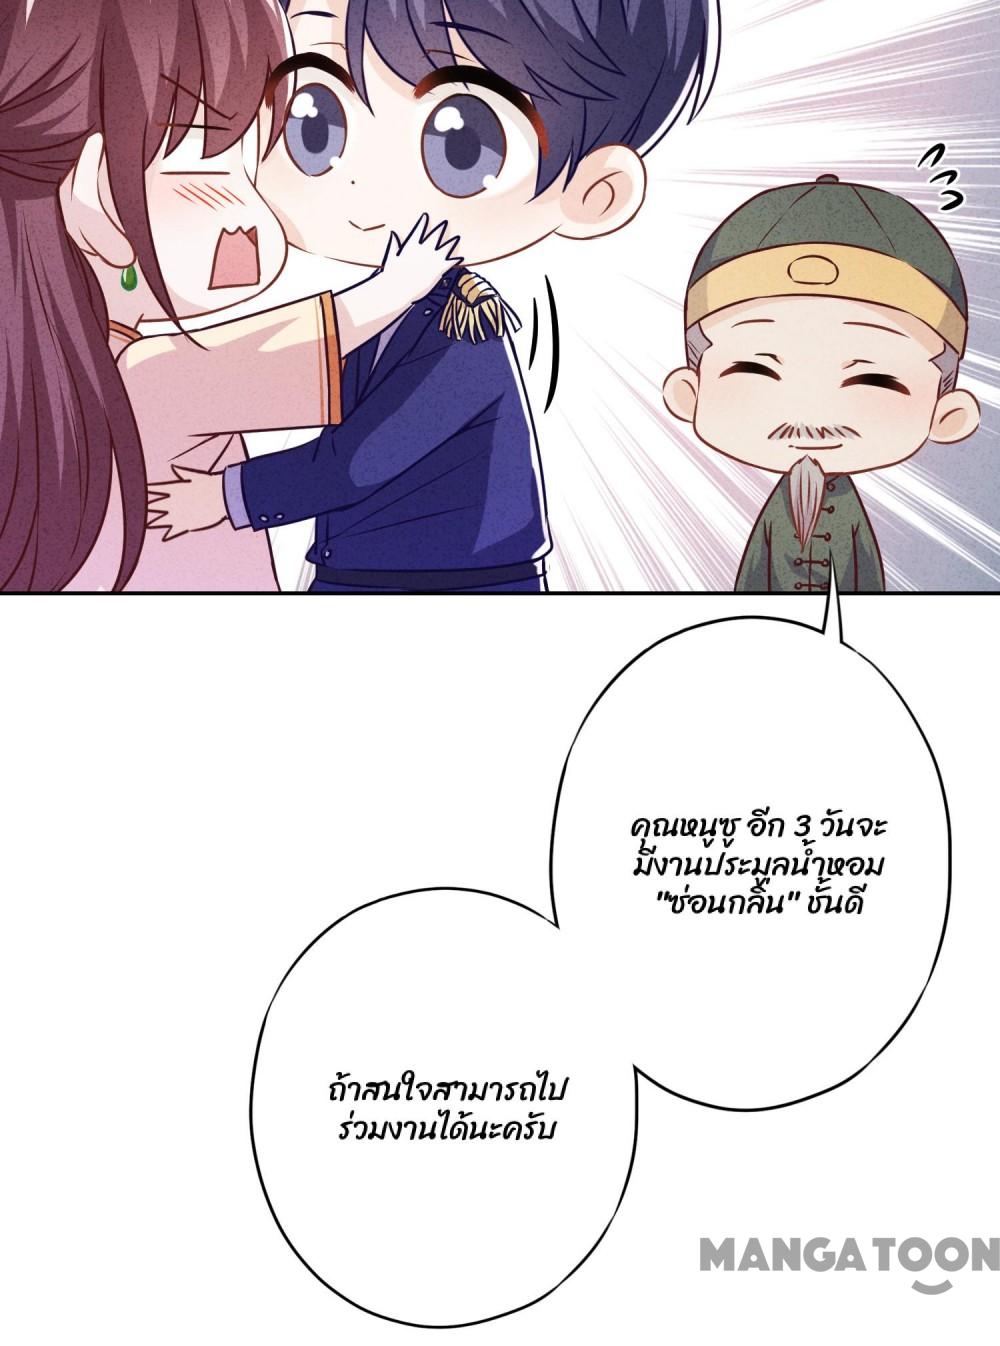 คุณหนูซู อีก 3 วันจะ
มีงานประมูลน้ำหอม
"ซ่อนกลิ่น" ชั้นดี
ถ้าสนใจสามารถไป
ร่วมงานได้นะครับ
MANGATOON